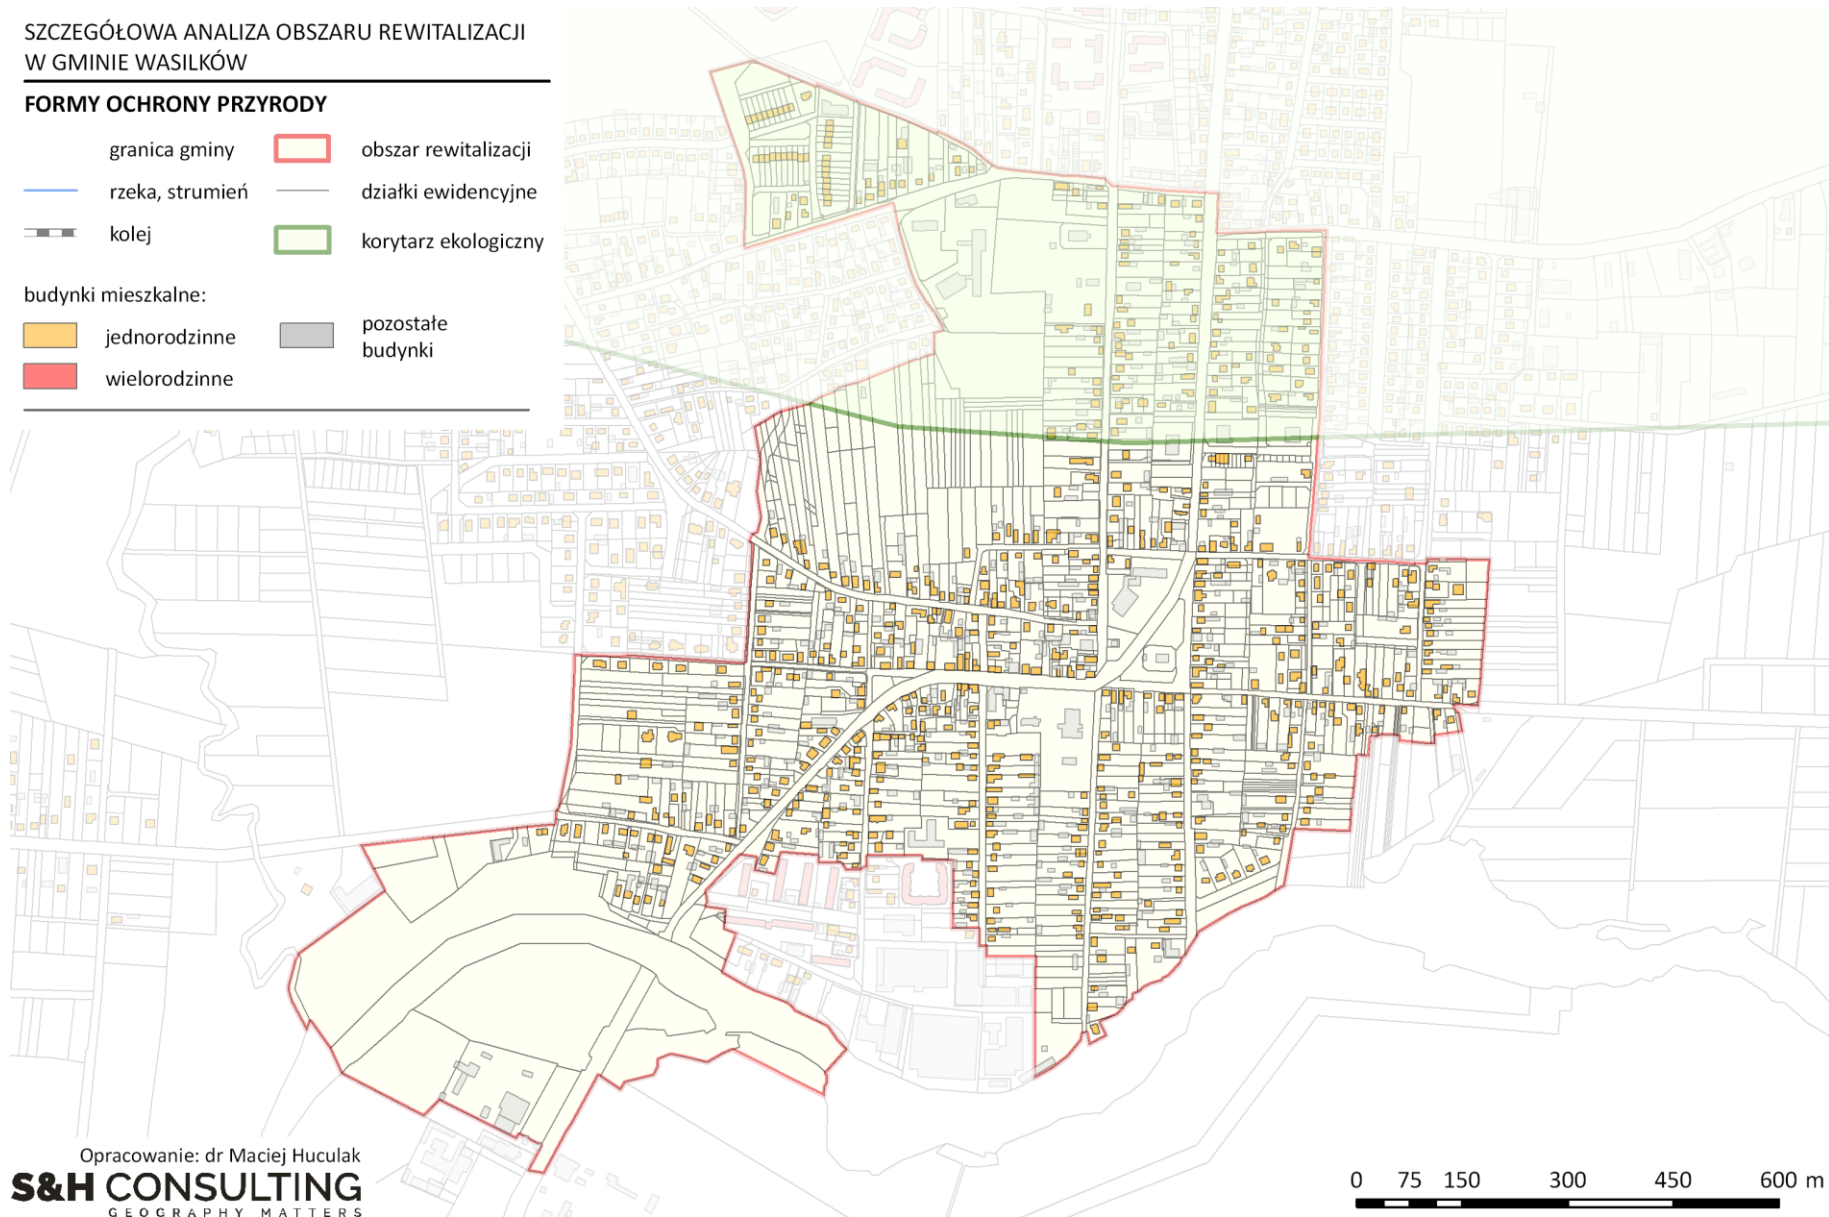 SZCZEGÓŁOWA ANALIZA OBSZARU REWITALIZACJI
W GMINIE WASILKÓW
FORMY OCHRONY PRZYRODY
granica gminy
obszar rewitalizacji
rzeka, strumień
działki ewidencyjne
kolej
korytarz ekologiczny
budynki mieszkalne:
jednorodzinne
pozostałe
budynki
wielorodzinne
Opracowanie: dr Maciej Huculak
S&H CONSULTING
GEOGRAPHY MATTERS
0 75 150 300 450 600 m